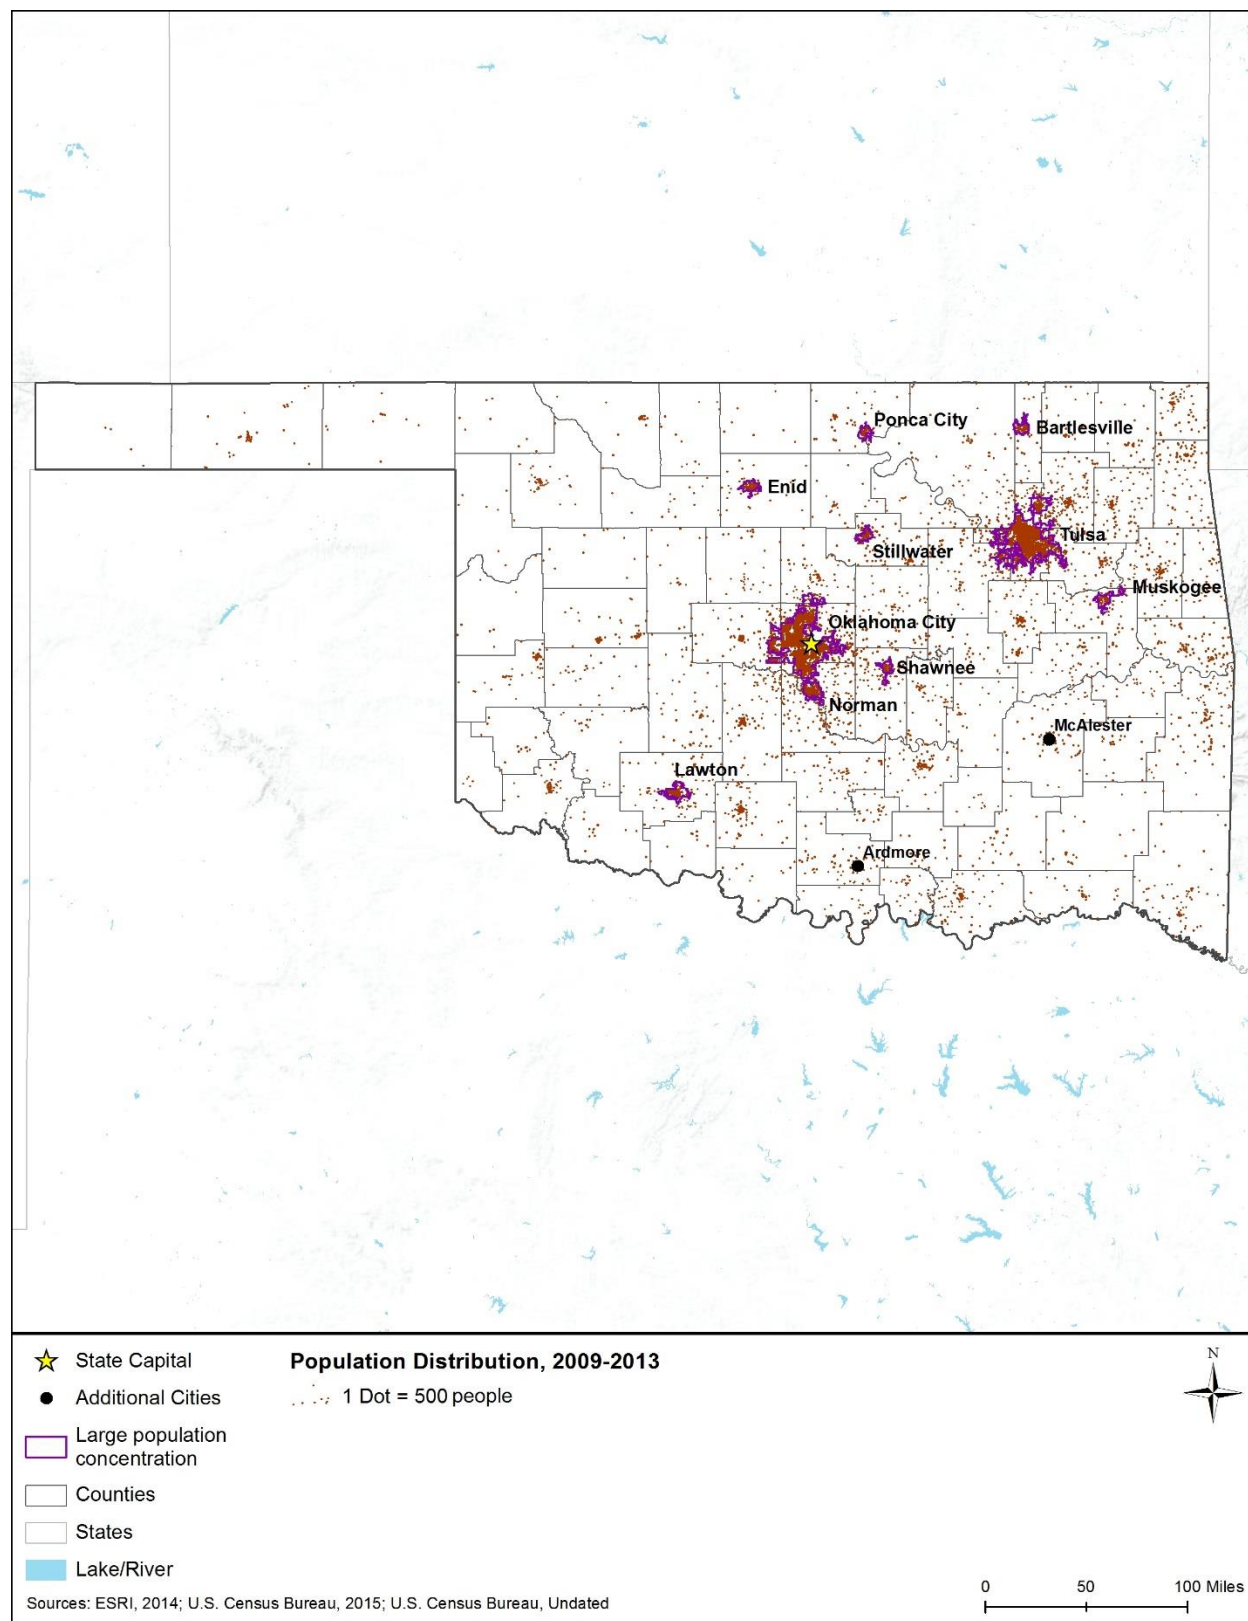 Ponca City
Bartlesville
Enid
Tulsa
Stillwater
Muskogee
Oklahoma City
Shawnee
Norman
McAlester
Lawton
Ardmore
State Capital
Additional Cities
Large population
concentration
Counties
States
Lake/River
Population Distribution, 2009-2013
1 Dot = 500 people
N
Sources: ESRI, 2014; U.S. Census Bureau, 2015; U.S. Census Bureau, Undated
0 50 100 Miles